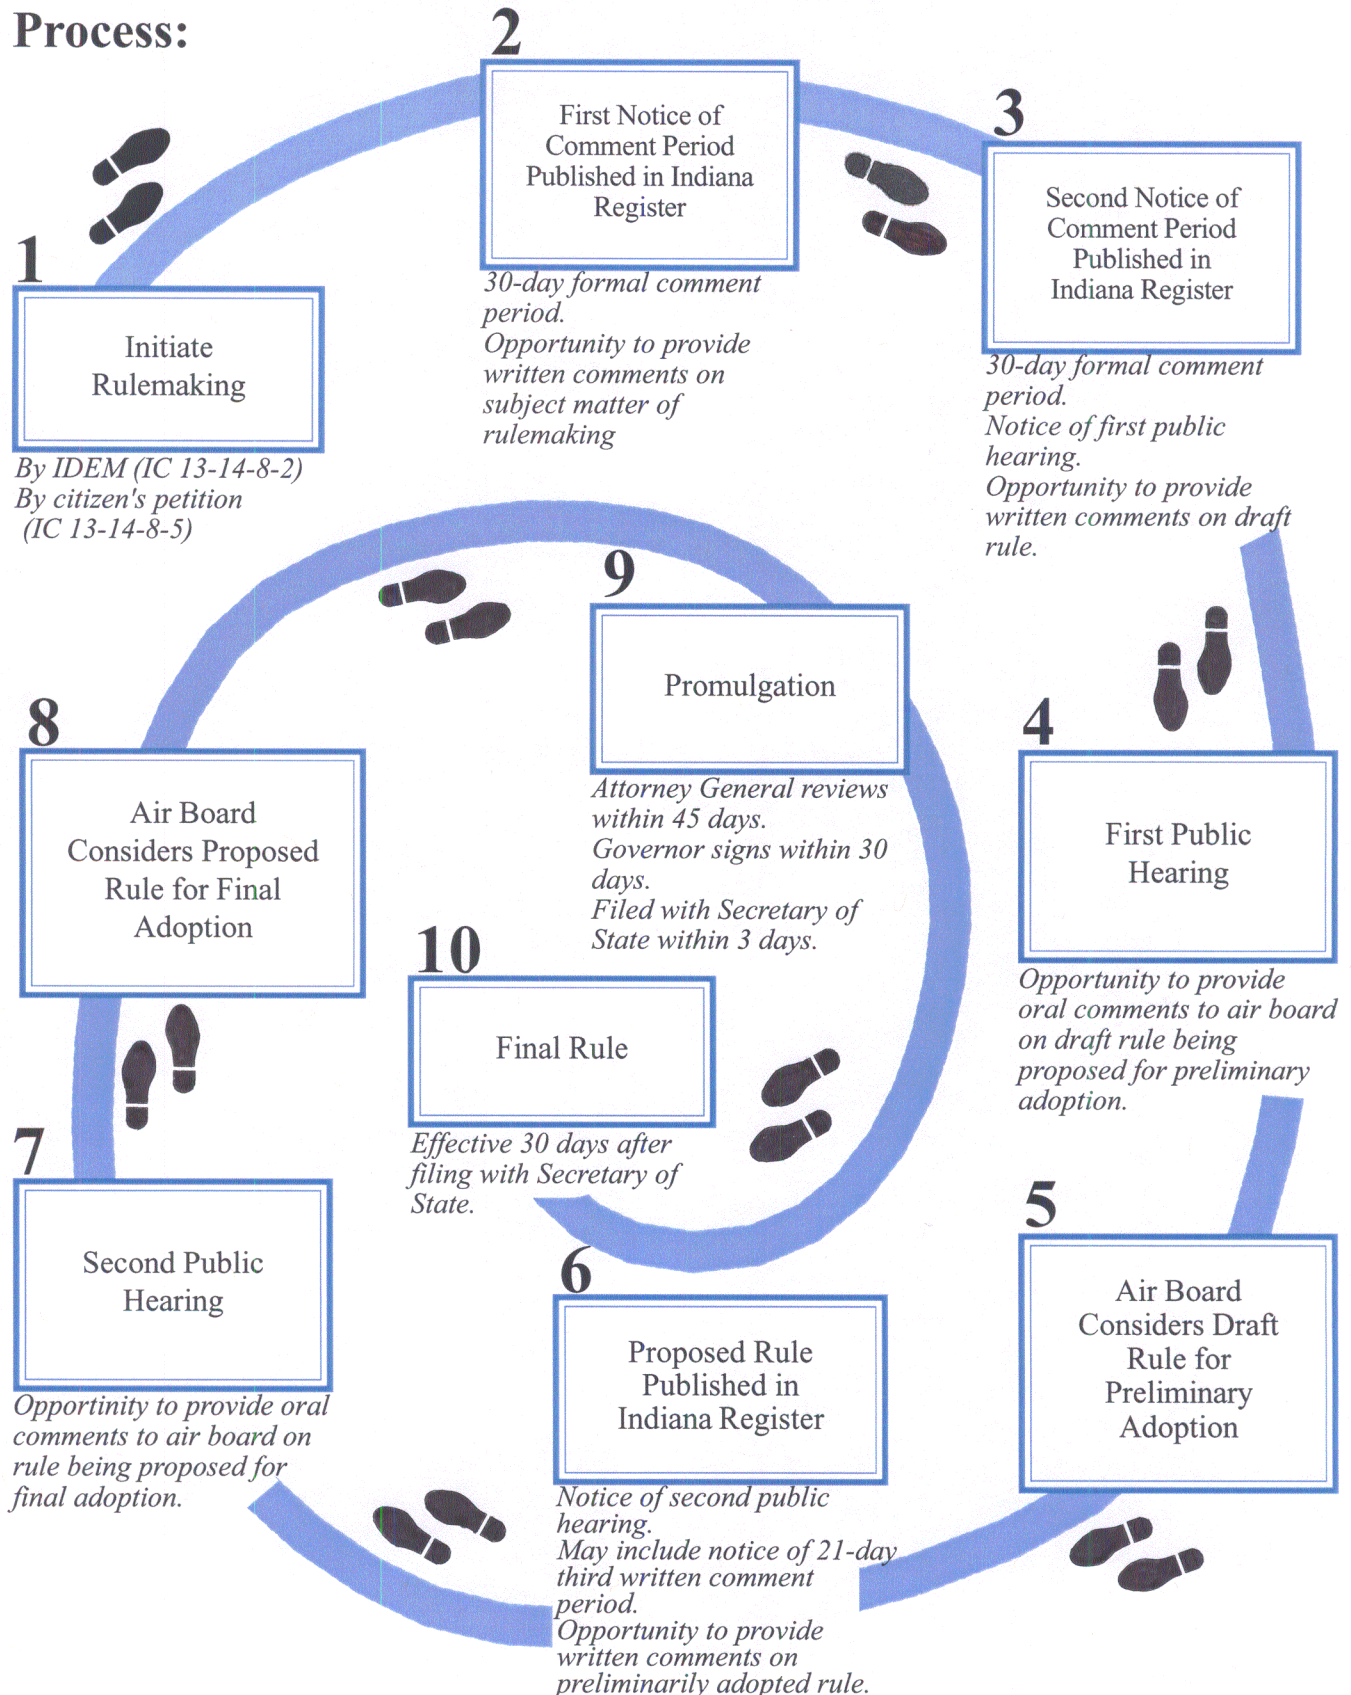 Process:
1
Initiate
Rulemaking
By IDEM (IC 13-14-8-2)
By citizen's petition
(IC 13-14-8-5)
2
First Notice of
Comment Period
Published in Indiana
Register
30-day formal comment
period.
Opportunity to provide
written comments on
subject matter of
rulemaking
3
Second Notice of
Comment Period
Published in
Indiana Register
30-day formal comment
period.
Notice of first public
hearing.
Opportunity to provide
written comments on draft
rule.
4
First Public
Hearing
Opportunity to provide
oral comments to air board
on draft rule being
proposed for preliminary
adoption.
5
Air Board
Considers Draft
Rule for
Preliminary
Adoption
6
Proposed Rule
Published in
Indiana Register
Notice of second public
hearing.
May include notice of 21-day
third written comment
period.
Opportunity to provide
written comments on
preliminarily adopted rule.
7
Second Public
Hearing
Opportinity to provide oral
comments to air board on
rule being proposed for
final adoption.
8
Air Board
Considers Proposed
Rule for Final
Adoption
9
Promulgation
Attorney General reviews
within 45 days.
Governor signs within 30
days.
Filed with Secretary of
State within 3 days.
10
Final Rule
Effective 30 days after
filing with Secretary of
State.